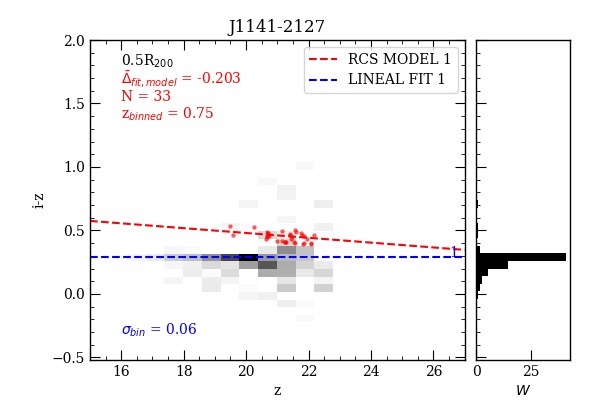 J1141-2127
0.5R200
Δ̄fit,model = -0.203
N = 33
zbinned = 0.75
RCS MODEL 1
LINEAL FIT 1
σbin = 0.06
1
i-z
2.0
1.5
1.0
0.5
0.0
−0.5
16 18 20 22 24 26
z
0 25
W